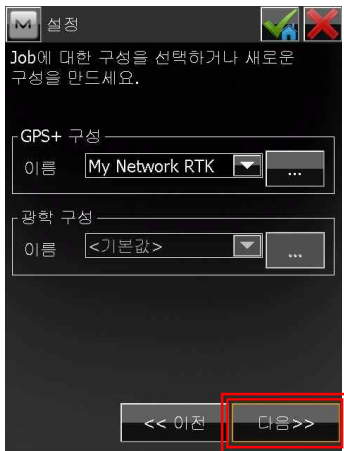 M 설정
Job에 대한 구성을 선택하거나 새로운
구성을 만드세요.
GPS+ 구성
이름 My Network RTK ...
광학 구성
이름 <기본값> ...
<< 이전 다음>>